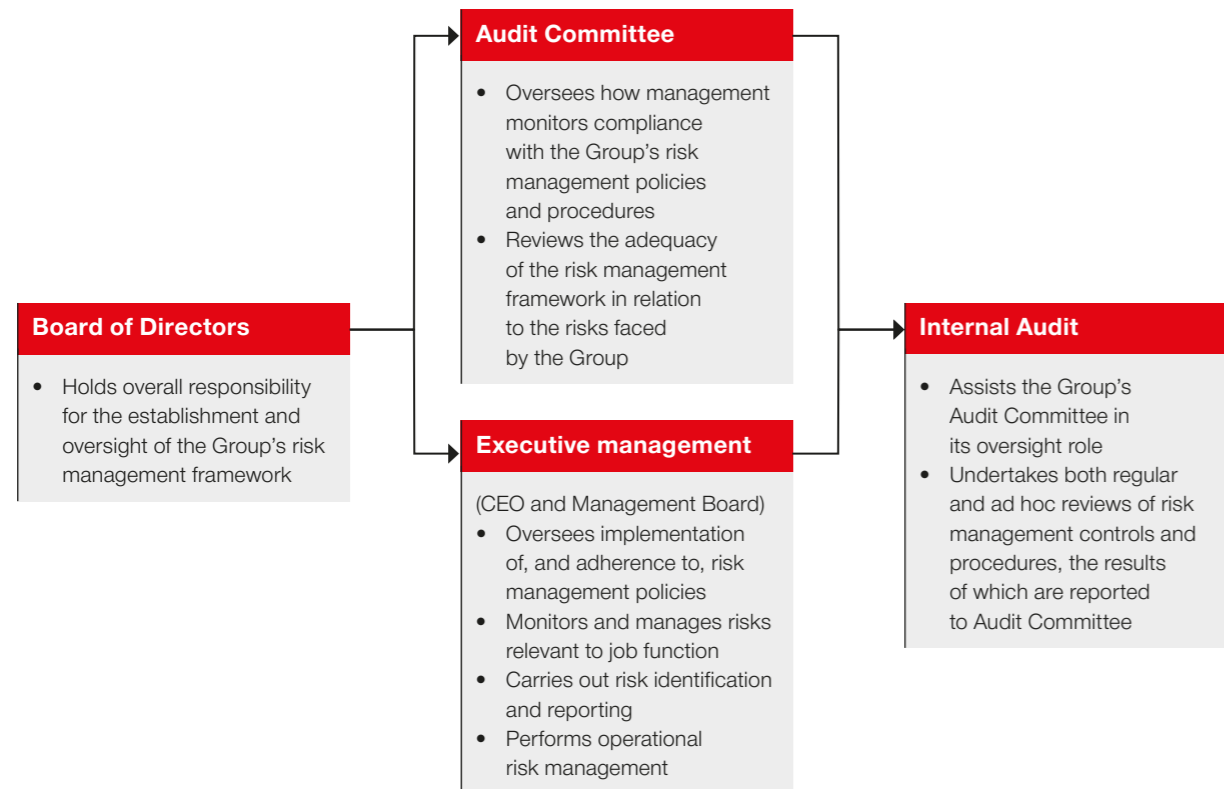 Board of Directors
• Holds overall responsibility
for the establishment and
oversight of the Group’s risk
management framework
Audit Committee
• Oversees how management
monitors compliance
with the Group’s risk
management policies
and procedures
• Reviews the adequacy
of the risk management
framework in relation
to the risks faced
by the Group
Executive management
(CEO and Management Board)
• Oversees implementation
of, and adherence to, risk
management policies
• Monitors and manages risks
relevant to job function
• Carries out risk identification
and reporting
• Performs operational
risk management
Internal Audit
• Assists the Group’s
Audit Committee in
its oversight role
• Undertakes both regular
and ad hoc reviews of risk
management controls and
procedures, the results
of which are reported
to Audit Committee